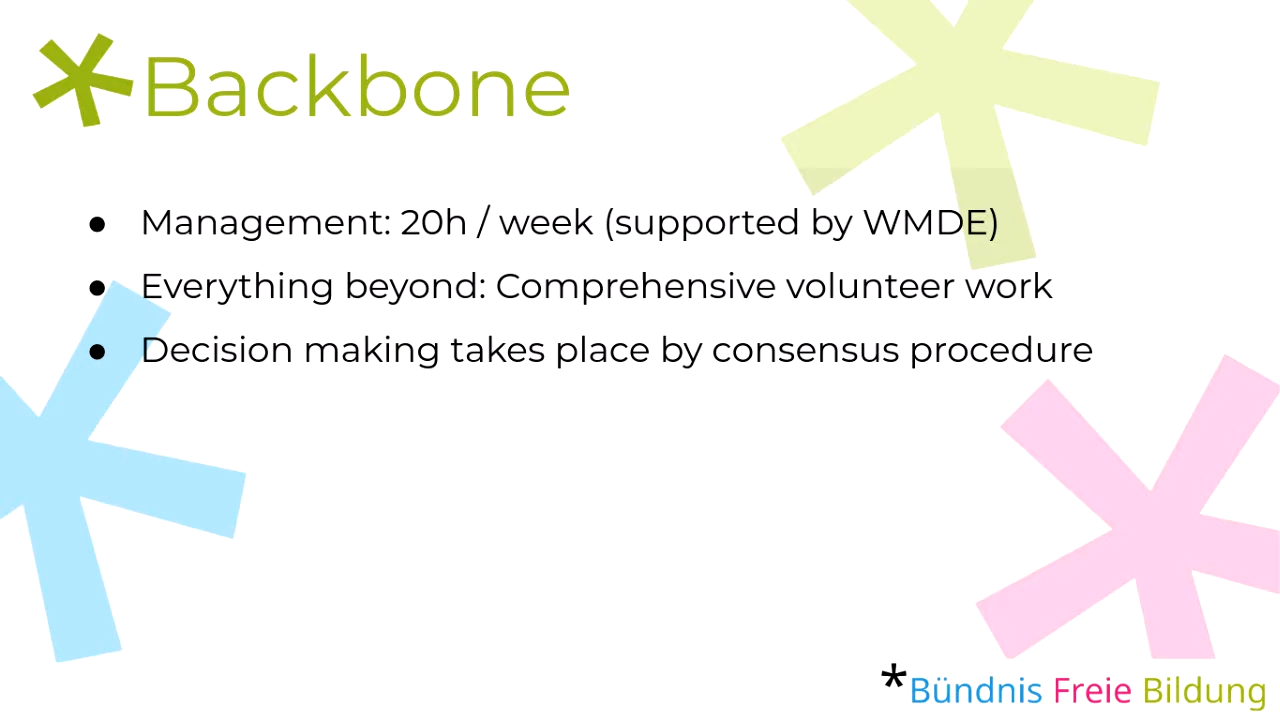 *Backbone
● Management: 20h / week (supported by WMDE)
● Everything beyond: Comprehensive volunteer work
● Decision making takes place by consensus procedure
*Bündnis Freie Bildung